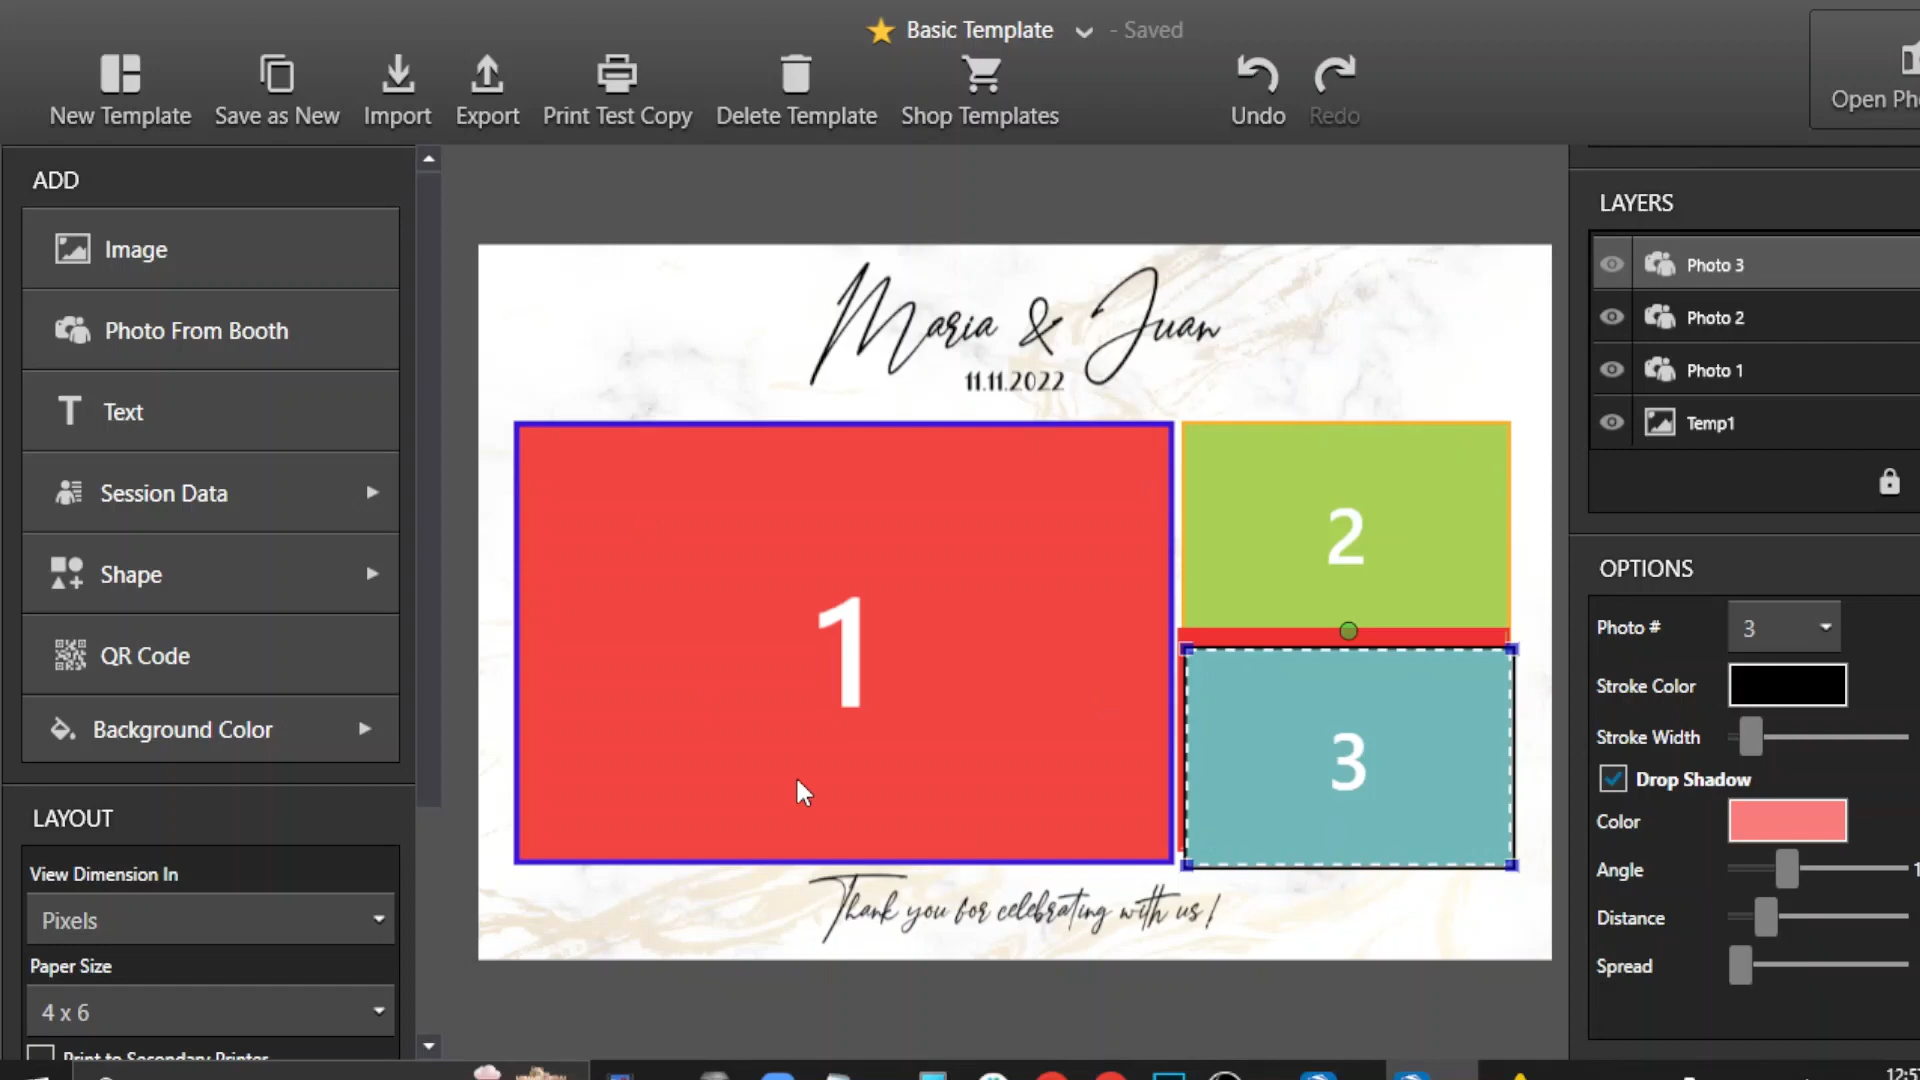 Basic Template - Saved
New Template Save as New Import Export Print Test Copy Delete Template Shop Templates Undo Redo
Open
ADD
Image
Photo From Booth
Text
Session Data
Shape
QR Code
Background Color
LAYOUT
View Dimension In
Pixels
Paper Size
4 x 6
Print to Secondary Printer
Maria & Juan
11.11.2022
1
2
3
Thank you for celebrating with us!
LAYERS
Photo 3
Photo 2
Photo 1
Temp1
OPTIONS
Photo # 3
Stroke Color
Stroke Width
Drop Shadow
Color
Angle
Distance
Spread